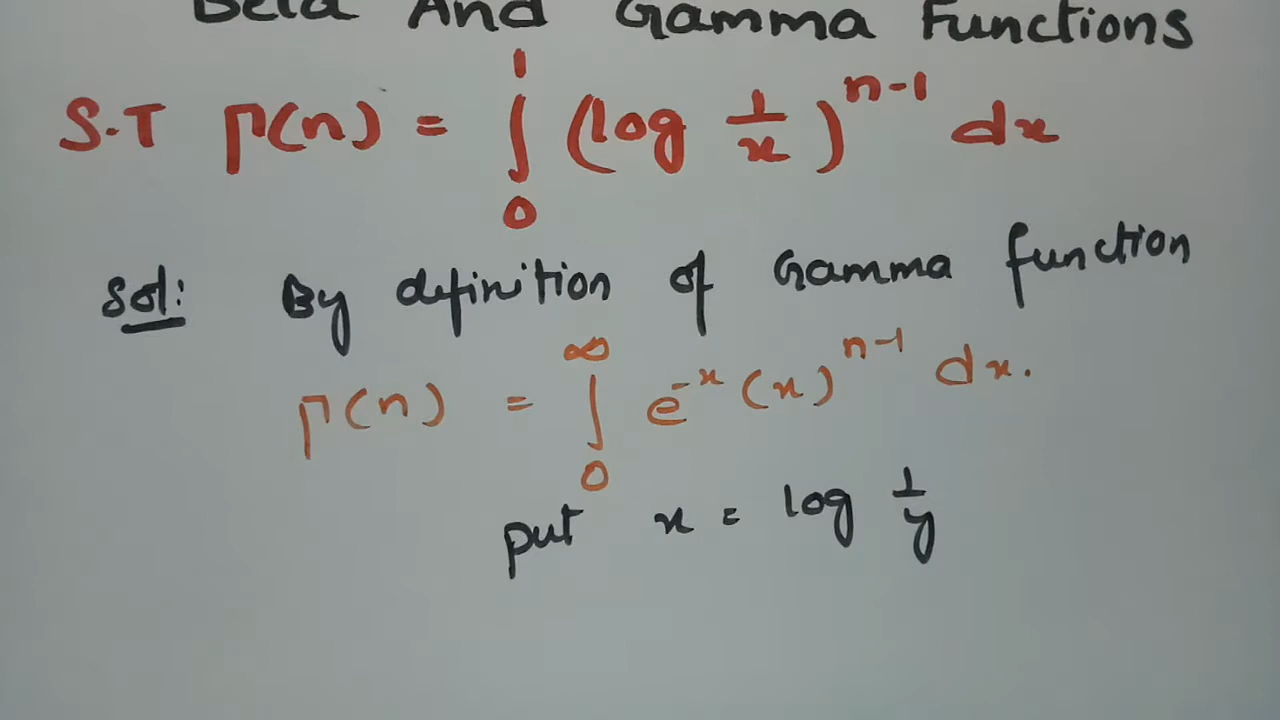 Beta And Gamma Functions
S.T Γ(n) = ∫₀¹ (log 1/x)ⁿ⁻¹ dx
Sol: By definition of Gamma function
Γ(n) = ∫₀^∞ e⁻ˣ (x)ⁿ⁻¹ dx.
put x = log 1/y